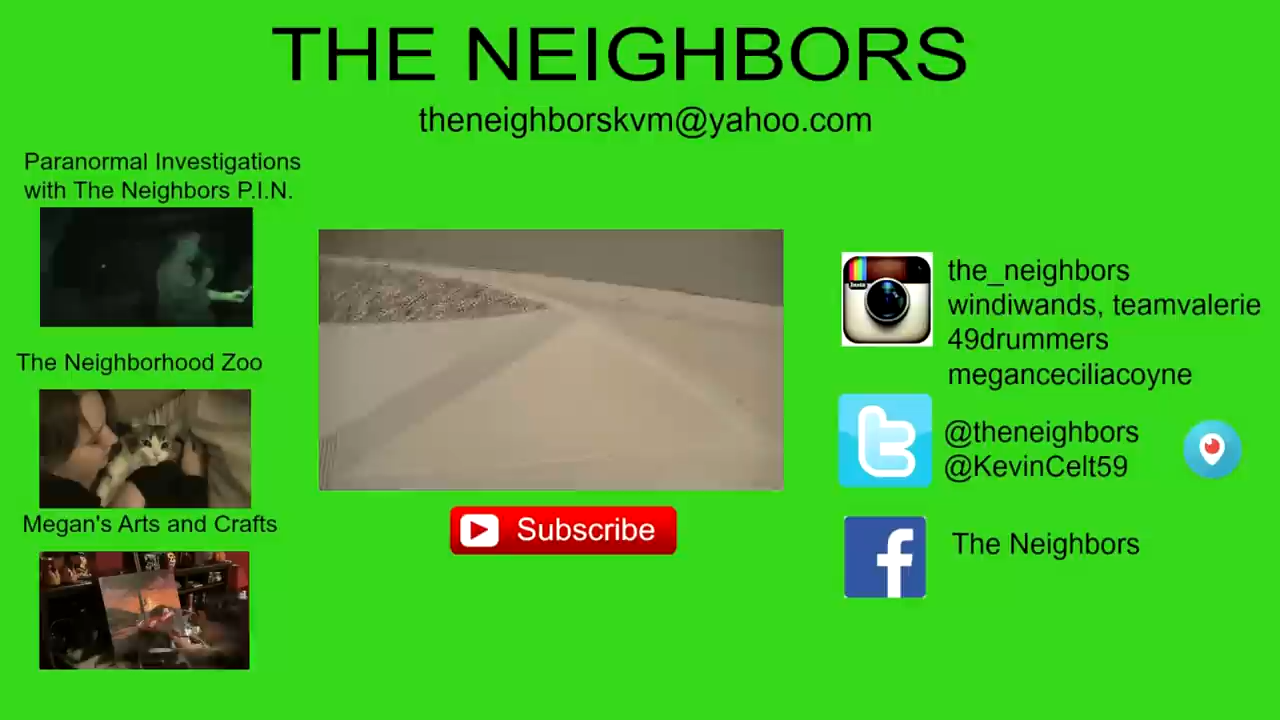 THE NEIGHBORS
theneighborskvm@yahoo.com
Paranormal Investigations
with The Neighbors P.I.N.
The Neighborhood Zoo
Megan's Arts and Crafts
Subscribe
the_neighbors
windiwands, teamvalerie
49drummers
meganceciliacoyne
@theneighbors
@KevinCelt59
The Neighbors